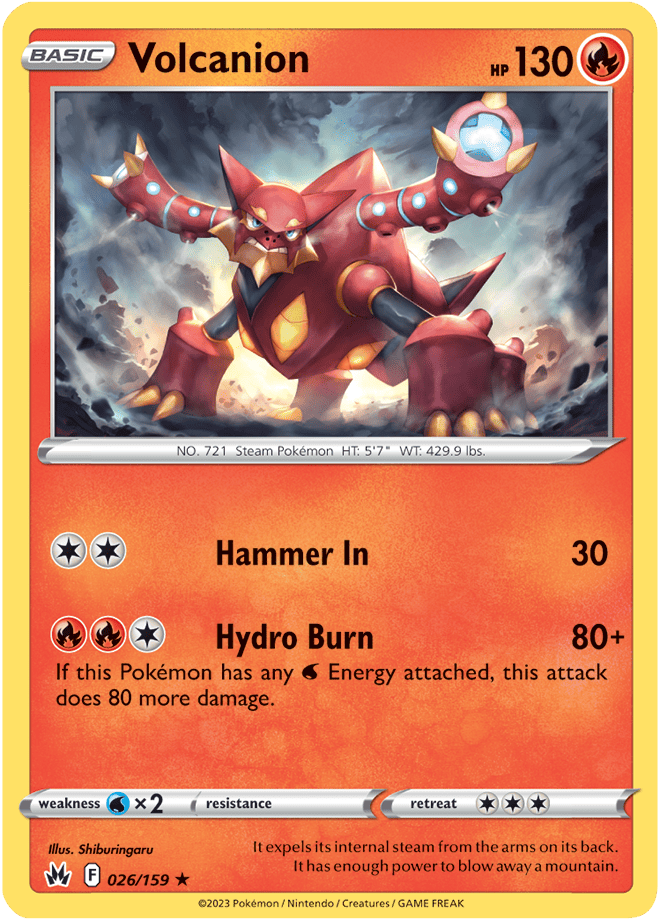 BASIC Volcanion HP 130
NO. 721 Steam Pokémon HT: 5'7" WT: 429.9 lbs.
Hammer In 30
Hydro Burn 80+
If this Pokémon has any Energy attached, this attack
does 80 more damage.
weakness ×2 resistance retreat
Illus. Shiburingaru
It expels its internal steam from the arms on its back.
It has enough power to blow away a mountain.
F 026/159 ★
©2023 Pokémon / Nintendo / Creatures / GAME FREAK